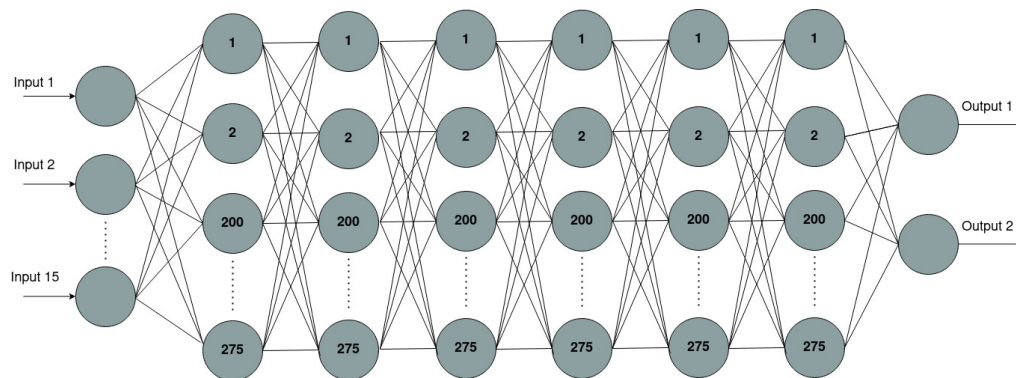 1 1 1 1 1 1
Input 1
Output 1
2 2 2 2 2 2
Input 2
200 200 200 200 200 200
Output 2
Input 15
275 275 275 275 275 275